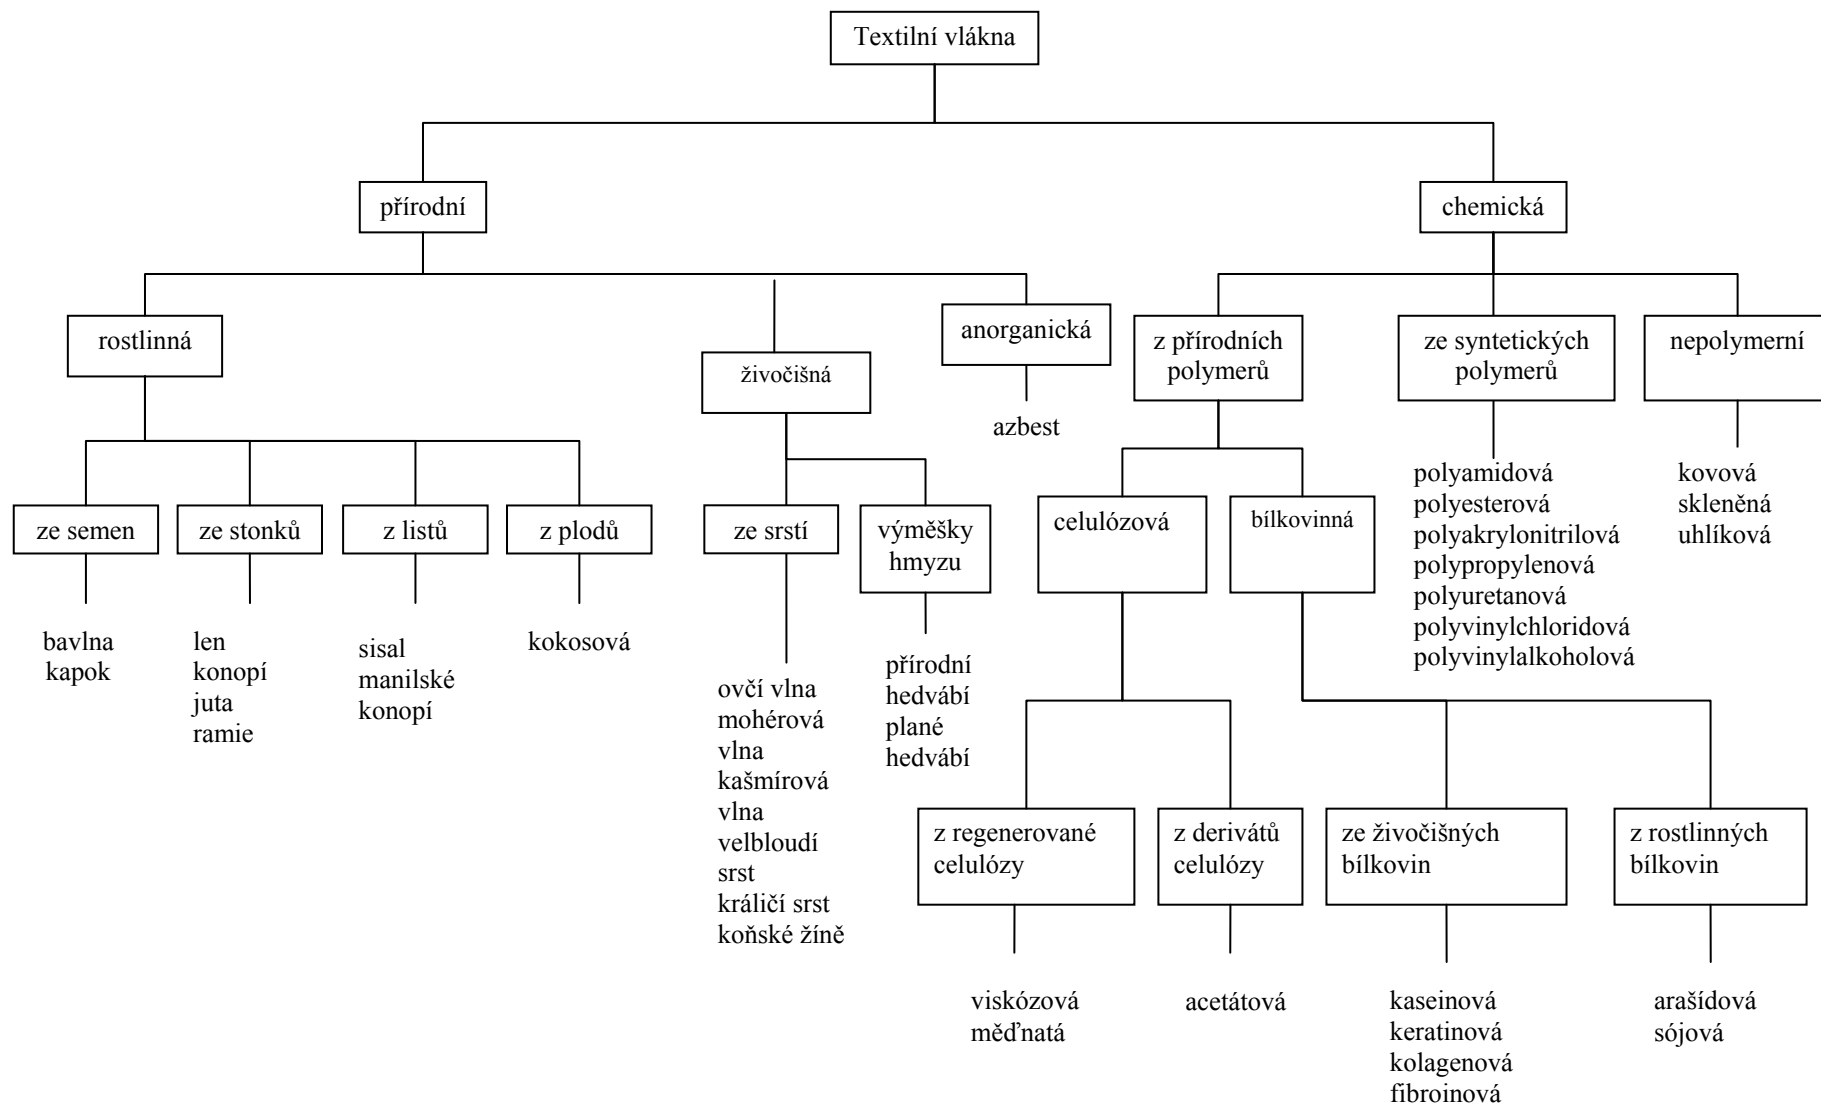 Textilní vlákna
přírodní
chemická
rostlinná
živočišná
anorganická
z přírodních
polymerů
ze syntetických
polymerů
nepolymerní
azbest
ze semen
ze stonků
z listů
z plodů
ze srstí
výměšky
hmyzu
celulózová
bílkovinná
polyamidová
polyesterová
polyakrylonitrilová
polypropylenová
polyuretanová
polyvinylchloridová
polyvinylalkoholová
kovová
skleněná
uhlíková
bavlna
kapok
len
konopí
juta
ramie
sisal
manilské
konopí
kokosová
ovčí vlna
mohérová
vlna
kašmírová
vlna
velbloudí
srst
králičí srst
koňské žíně
přírodní
hedvábí
plané
hedvábí
z regenerované
celulózy
z derivátů
celulózy
ze živočišných
bílkovin
z rostlinných
bílkovin
viskózová
měďnatá
acetátová
kaseinová
keratinová
kolagenová
fibroinová
arašídová
sójová